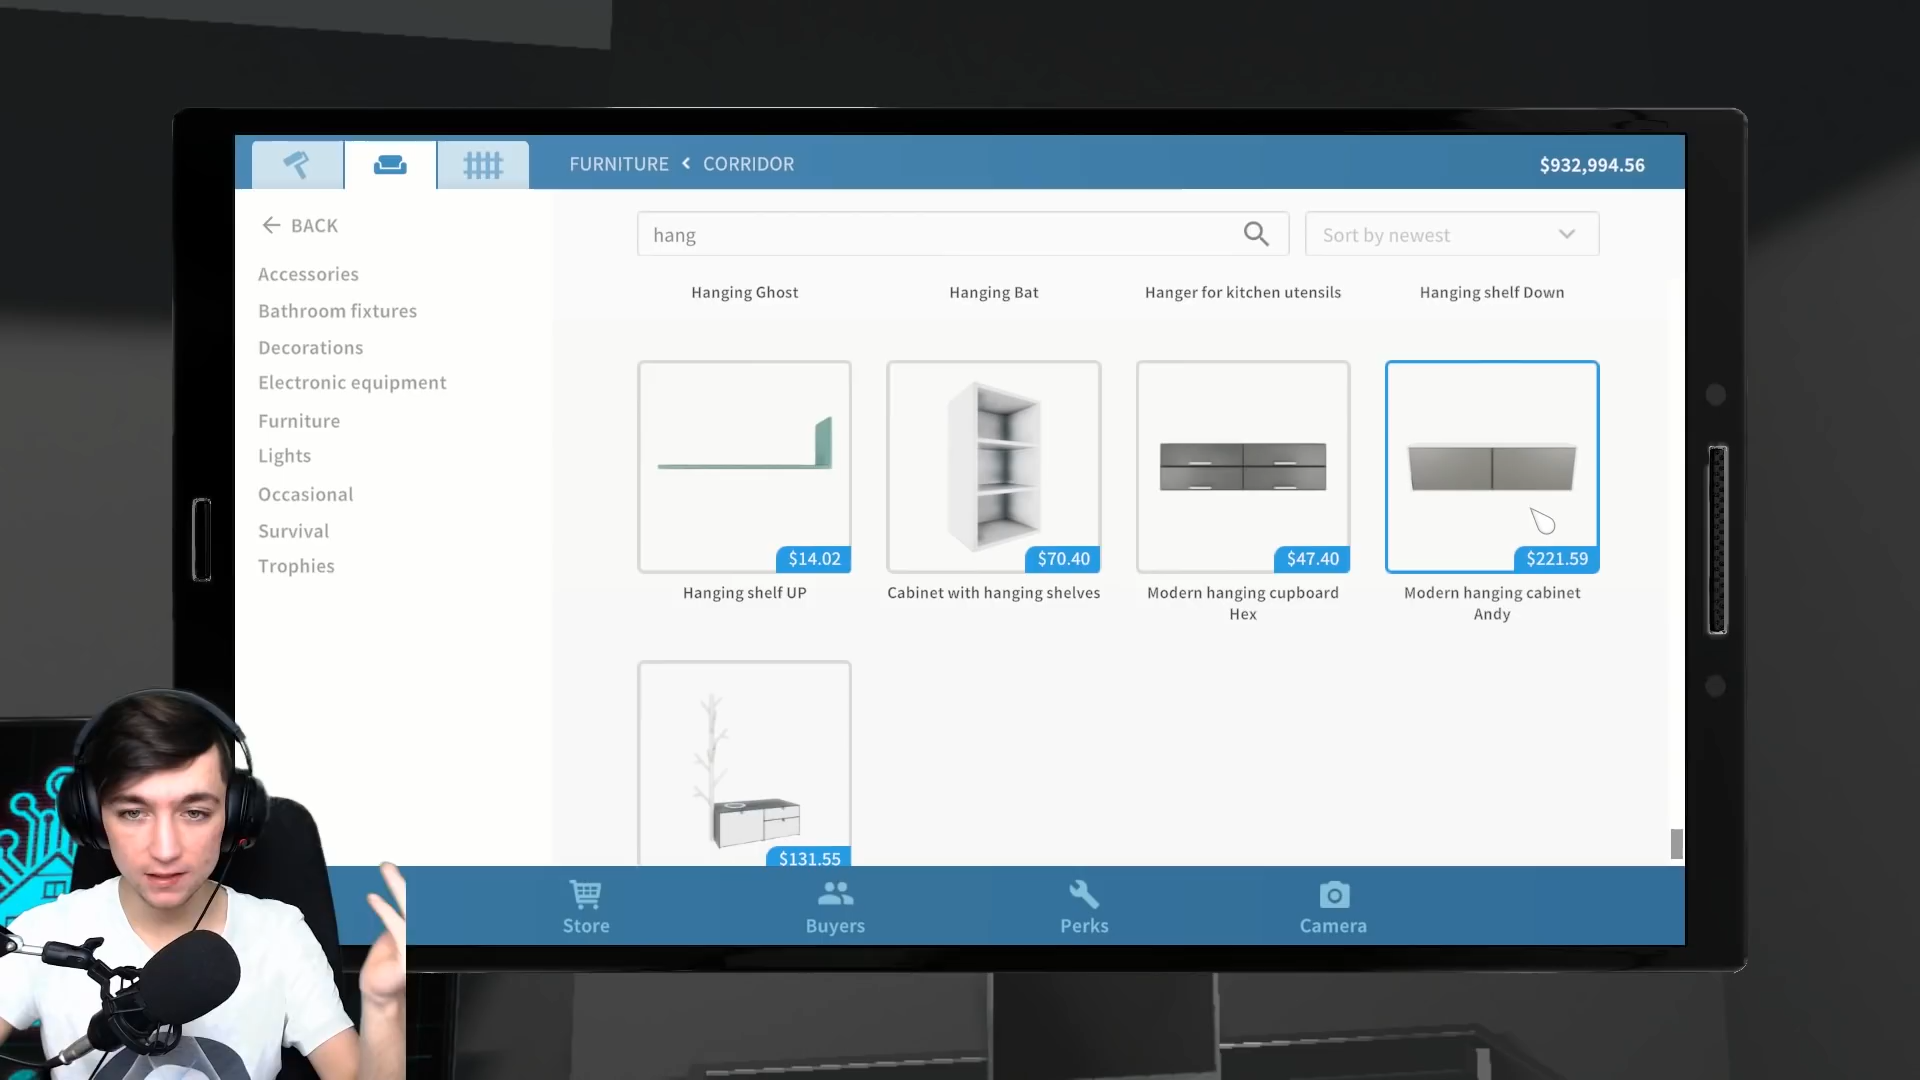 FURNITURE < CORRIDOR
$932,994.56
BACK
Accessories
Bathroom fixtures
Decorations
Electronic equipment
Furniture
Lights
Occasional
Survival
Trophies
hang
Sort by newest
Hanging Ghost
Hanging Bat
Hanger for kitchen utensils
Hanging shelf Down
$14.02
$70.40
$47.40
$221.59
Hanging shelf UP
Cabinet with hanging shelves
Modern hanging cupboard
Hex
Modern hanging cabinet
Andy
$131.55
Store
Buyers
Perks
Camera